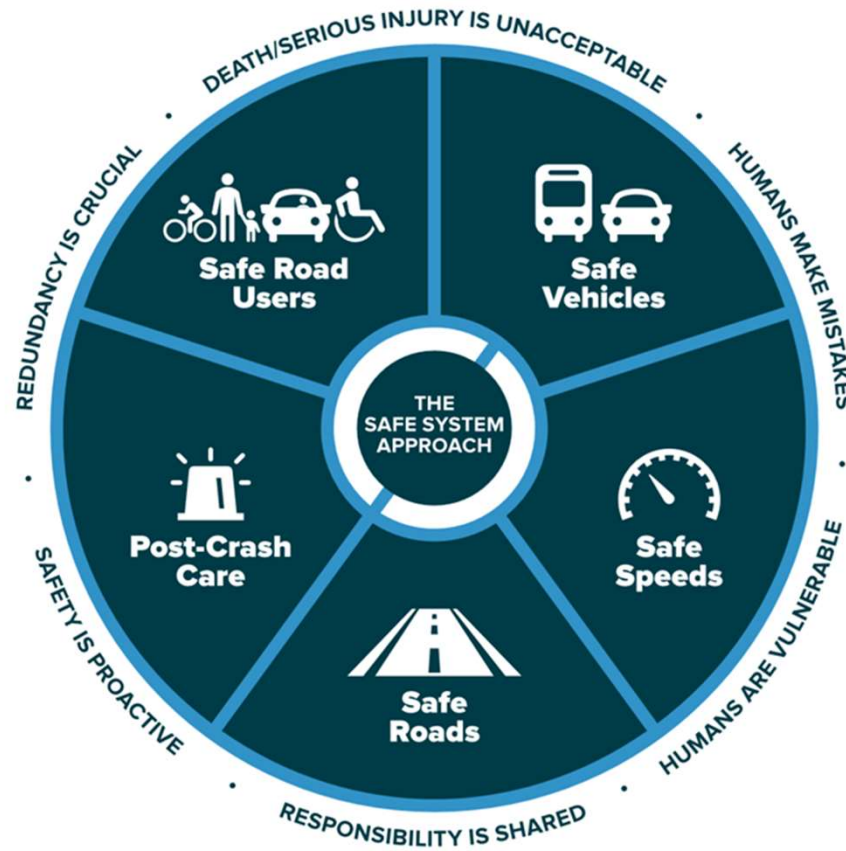 DEATH/SERIOUS INJURY IS UNACCEPTABLE
HUMANS MAKE MISTAKES
HUMANS ARE VULNERABLE
RESPONSIBILITY IS SHARED
SAFETY IS PROACTIVE
REDUNDANCY IS CRUCIAL
Safe Road
Users
Safe
Vehicles
THE
SAFE SYSTEM
APPROACH
Post-Crash
Care
Safe
Speeds
Safe
Roads